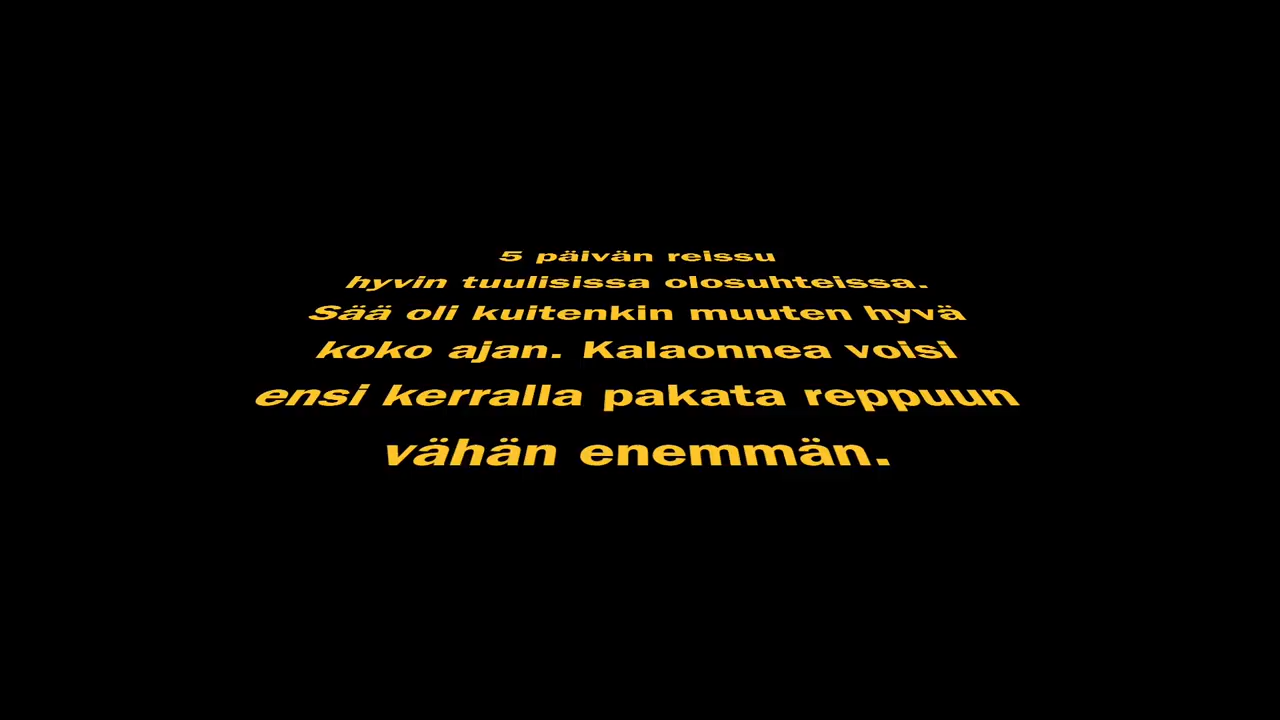 5 päivän reissu
hyvin tuulisissa olosuhteissa.
Sää oli kuitenkin muuten hyvä
koko ajan. Kalaonnea voisi
ensi kerralla pakata reppuun
vähän enemmän.